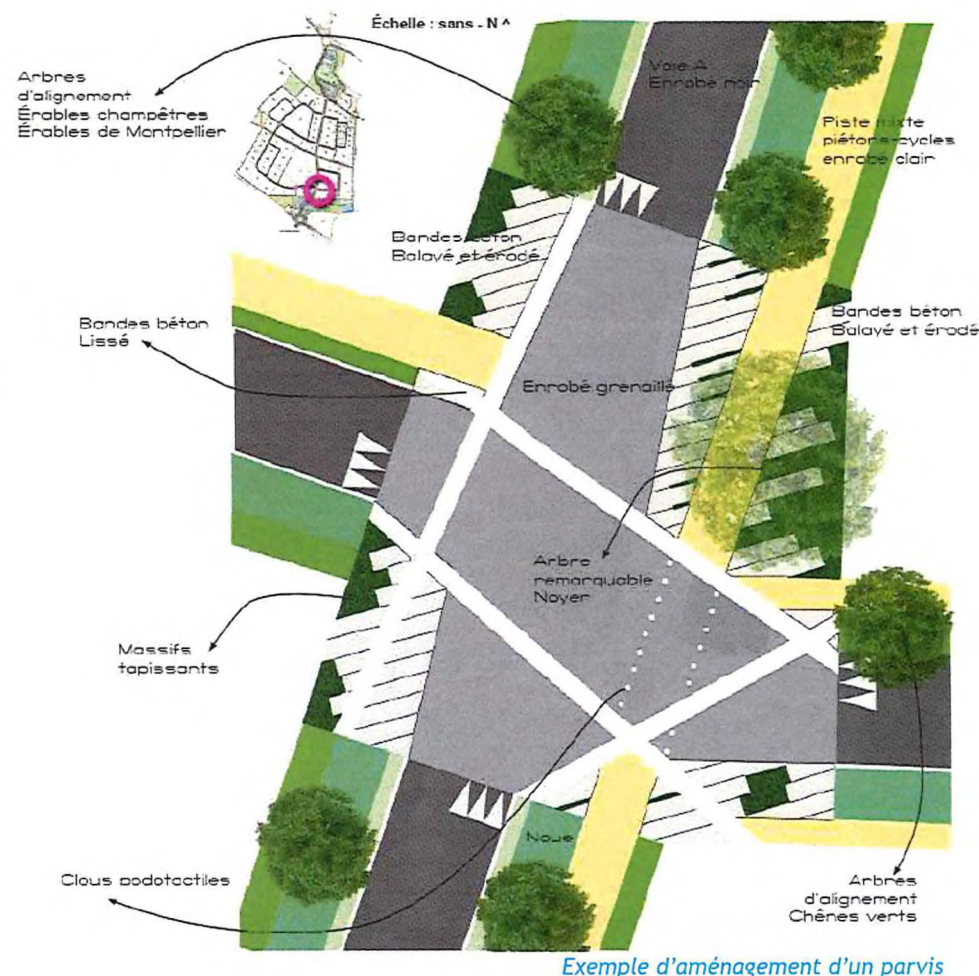 Échelle : sans - N ^
Arbres
d'alignement
Érables champêtres
Érables de Montpellier
Voie A
Enrobé noir
Piste mixte
piétons-cycles
enrobé clair
Bandes béton
Balayé et érodé
Bandes béton
Lissé
Bandes béton
Balayé et érodé
Enrobé grenaillé
Arbre
remarquable
Noyer
Massifs
tapissants
Noue
Clous podotactiles
Arbres
d'alignement
Chênes verts
Exemple d'aménagement d'un parvis